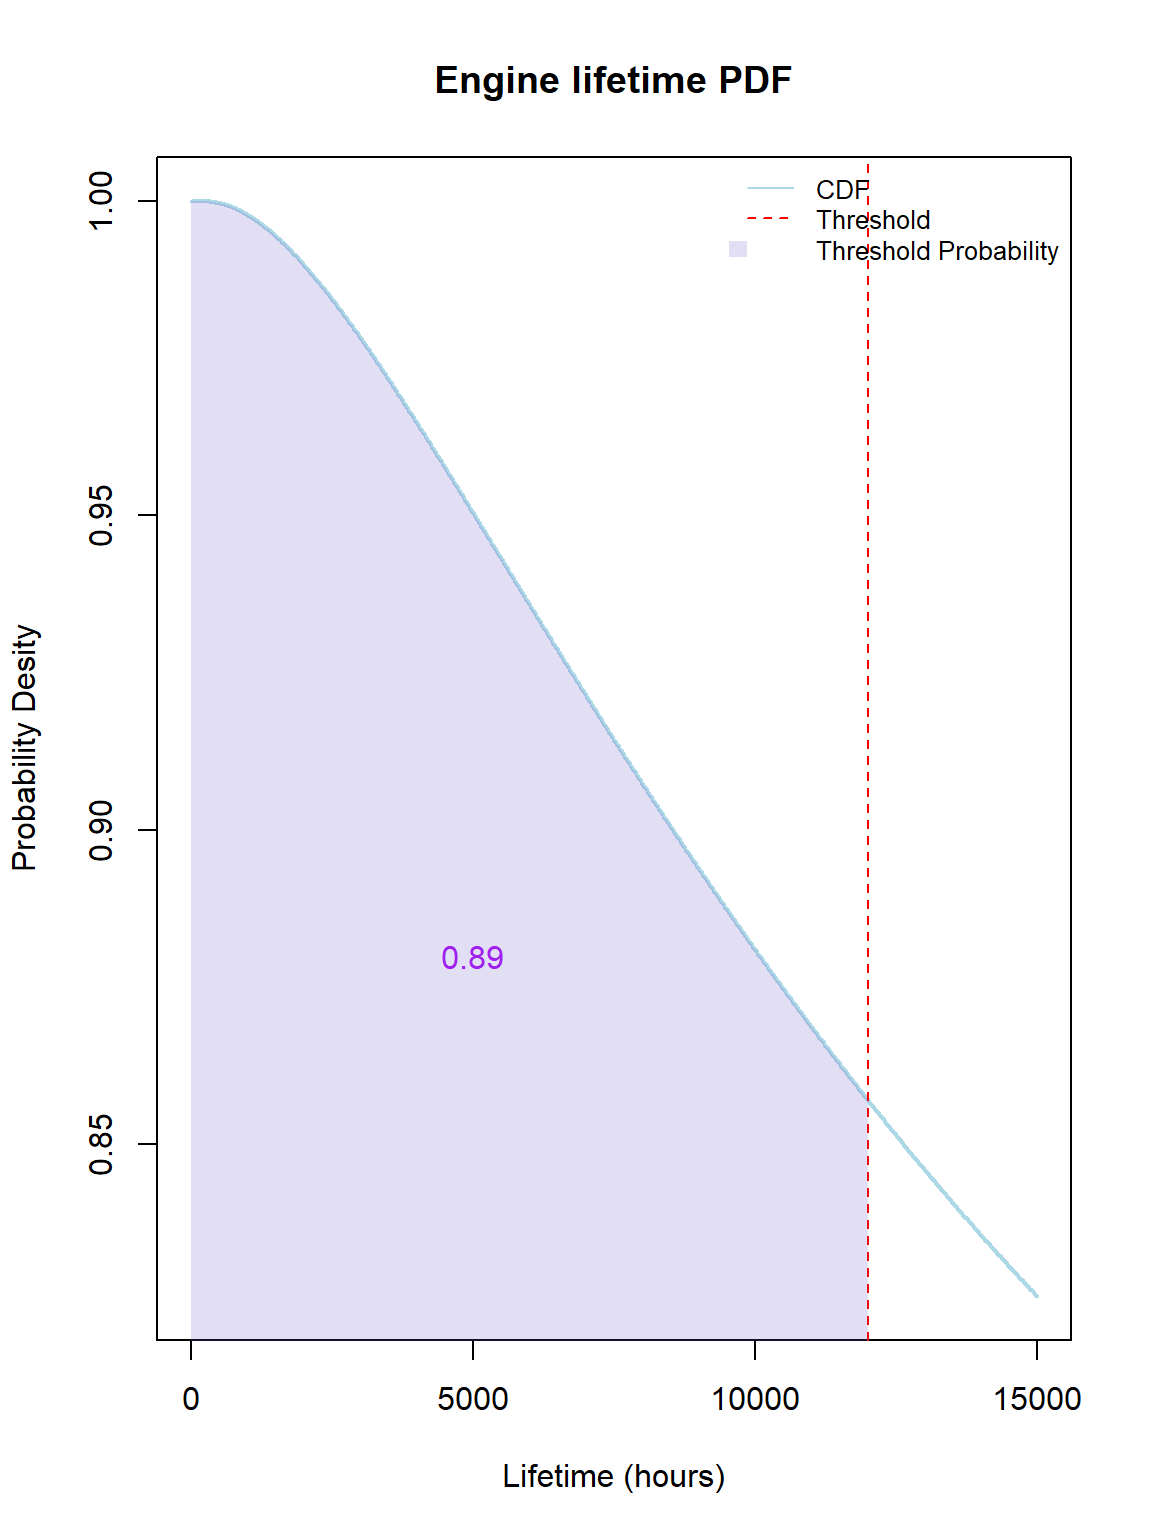 Engine lifetime PDF
CDF
Threshold
Threshold Probability
1.00
0.95
0.90
0.85
Probability Desity
0.89
0 5000 10000 15000
Lifetime (hours)